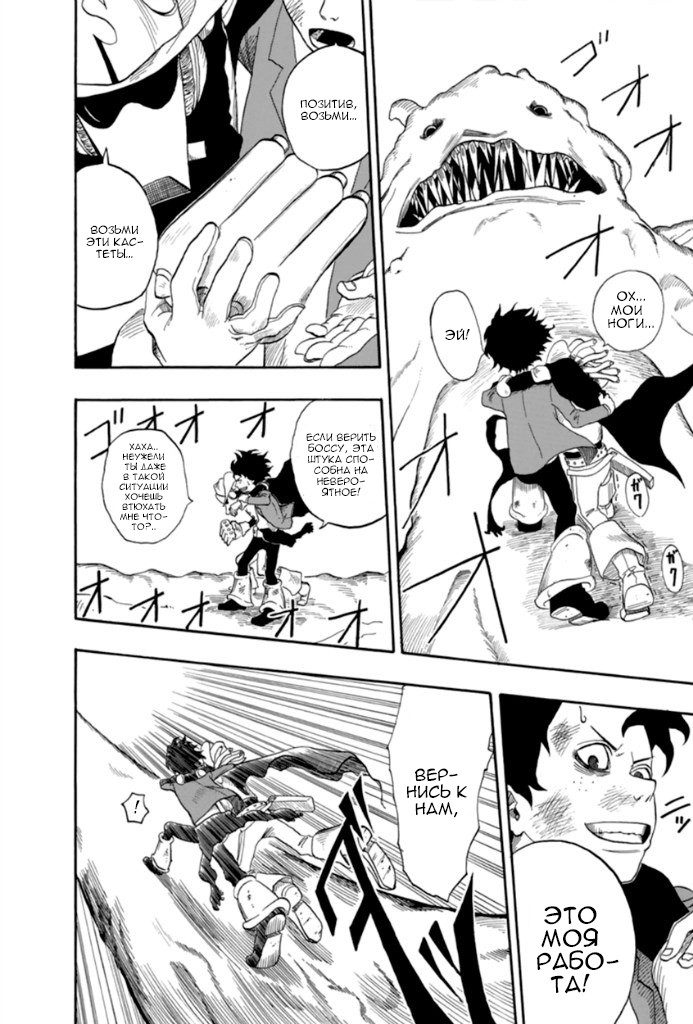 オオオオ
ОХ...
МОИ
НОГИ...
ЭЙ!
ガク
ガク
オオ
ПОЗИТИВ,
ВОЗЬМИ...
ВОЗЬМИ
ЭТИ КАС-
ТЕТЫ...
ЕСЛИ ВЕРИТЬ
БОССУ, ЭТА
ШТУКА СПО-
СОБНА НА
НЕВЕРО-
ЯТНОЕ!
ХАХА..
НЕУЖЕЛИ
ТЫ ДАЖЕ
В ТАКОЙ
СИТУАЦИИ
ХОЧЕШЬ
ВТЮХАТЬ
МНЕ ЧТО-
ТО?..
ゴオオオ
オオオオ
ЭТО
МОЯ
РАБО-
ТА!
ВЕР-
НИСЬ К
НАМ,
!